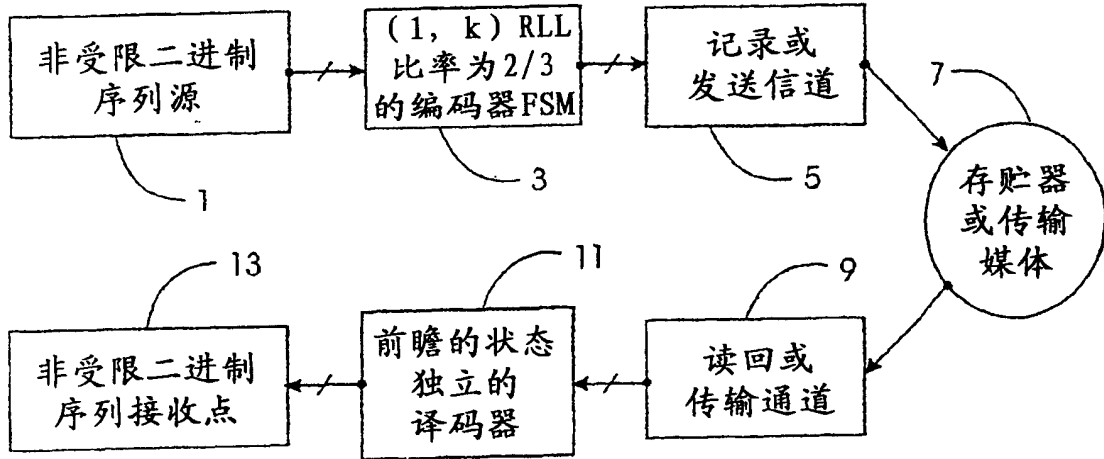 非受限二进制
序列源
(1, k) RLL
比率为2/3
的编码器FSM
记录或
发送信道
7
1
3
5
存贮器
或传输
媒体
13
11
9
非受限二进制
序列接收点
前瞻的状态
独立的
译码器
读回或
传输通道